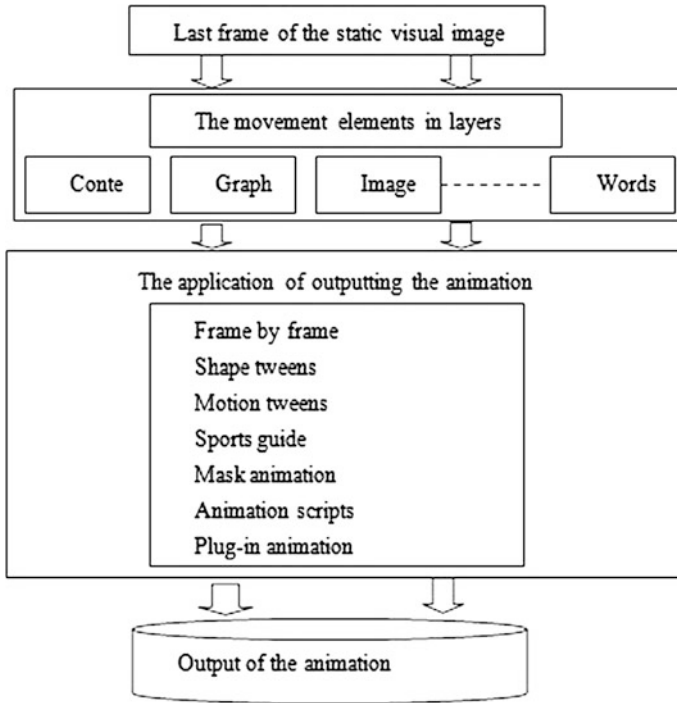 Last frame of the static visual image
The movement elements in layers
Conte Graph Image Words
The application of outputting the animation
Frame by frame
Shape tweens
Motion tweens
Sports guide
Mask animation
Animation scripts
Plug-in animation
Output of the animation